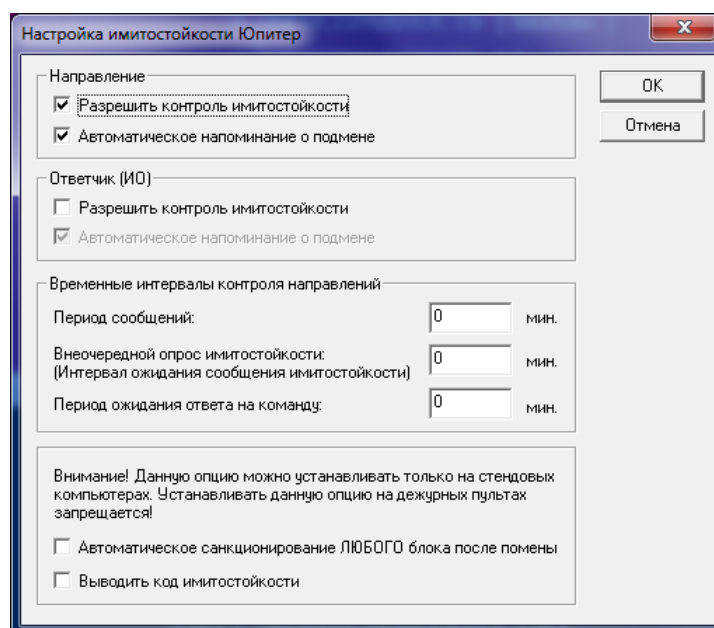 Настройка имитостойкости Юпитер
Направление
Разрешить контроль имитостойкости
Автоматическое напоминание о подмене
OK
Отмена
Ответчик (ИО)
Разрешить контроль имитостойкости
Автоматическое напоминание о подмене
Временные интервалы контроля направлений
Период сообщений: 0 мин.
Внеочередной опрос имитостойкости: 0 мин.
(Интервал ожидания сообщения имитостойкости)
Период ожидания ответа на команду: 0 мин.
Внимание! Данную опцию можно устанавливать только на стендовых
компьютерах. Устанавливать данную опцию на дежурных пультах
запрещается!
Автоматическое санкционирование ЛЮБОГО блока после помены
Выводить код имитостойкости